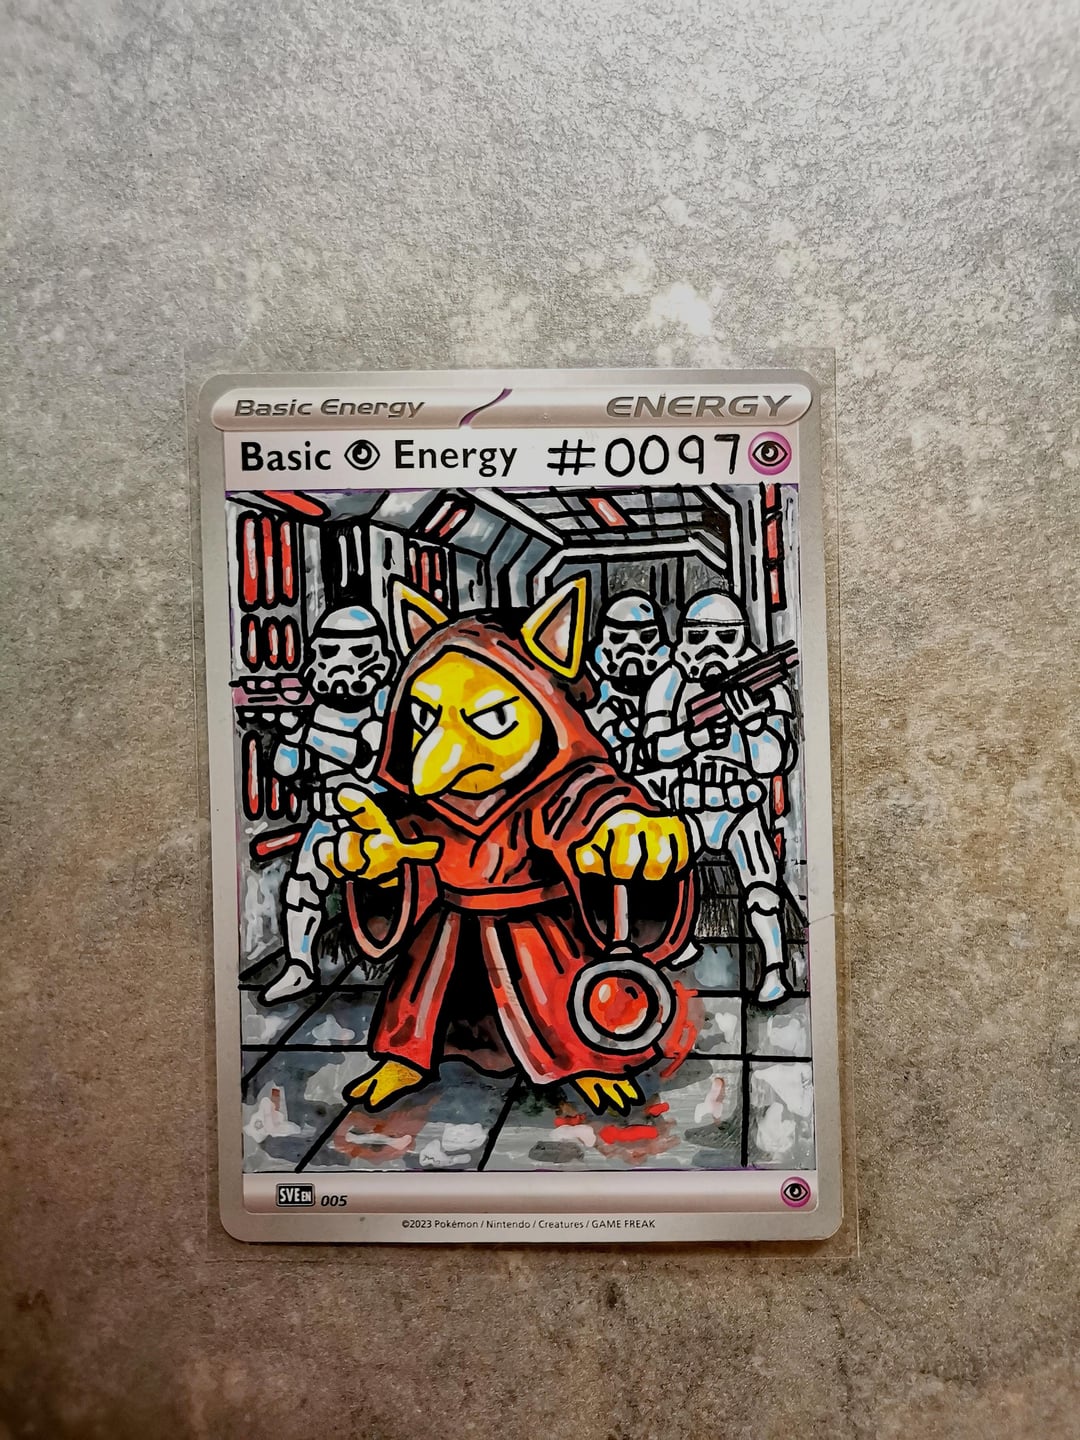 Basic Energy ENERGY
Basic Energy #0097
SVE EN 005
©2023 Pokémon / Nintendo / Creatures / GAME FREAK